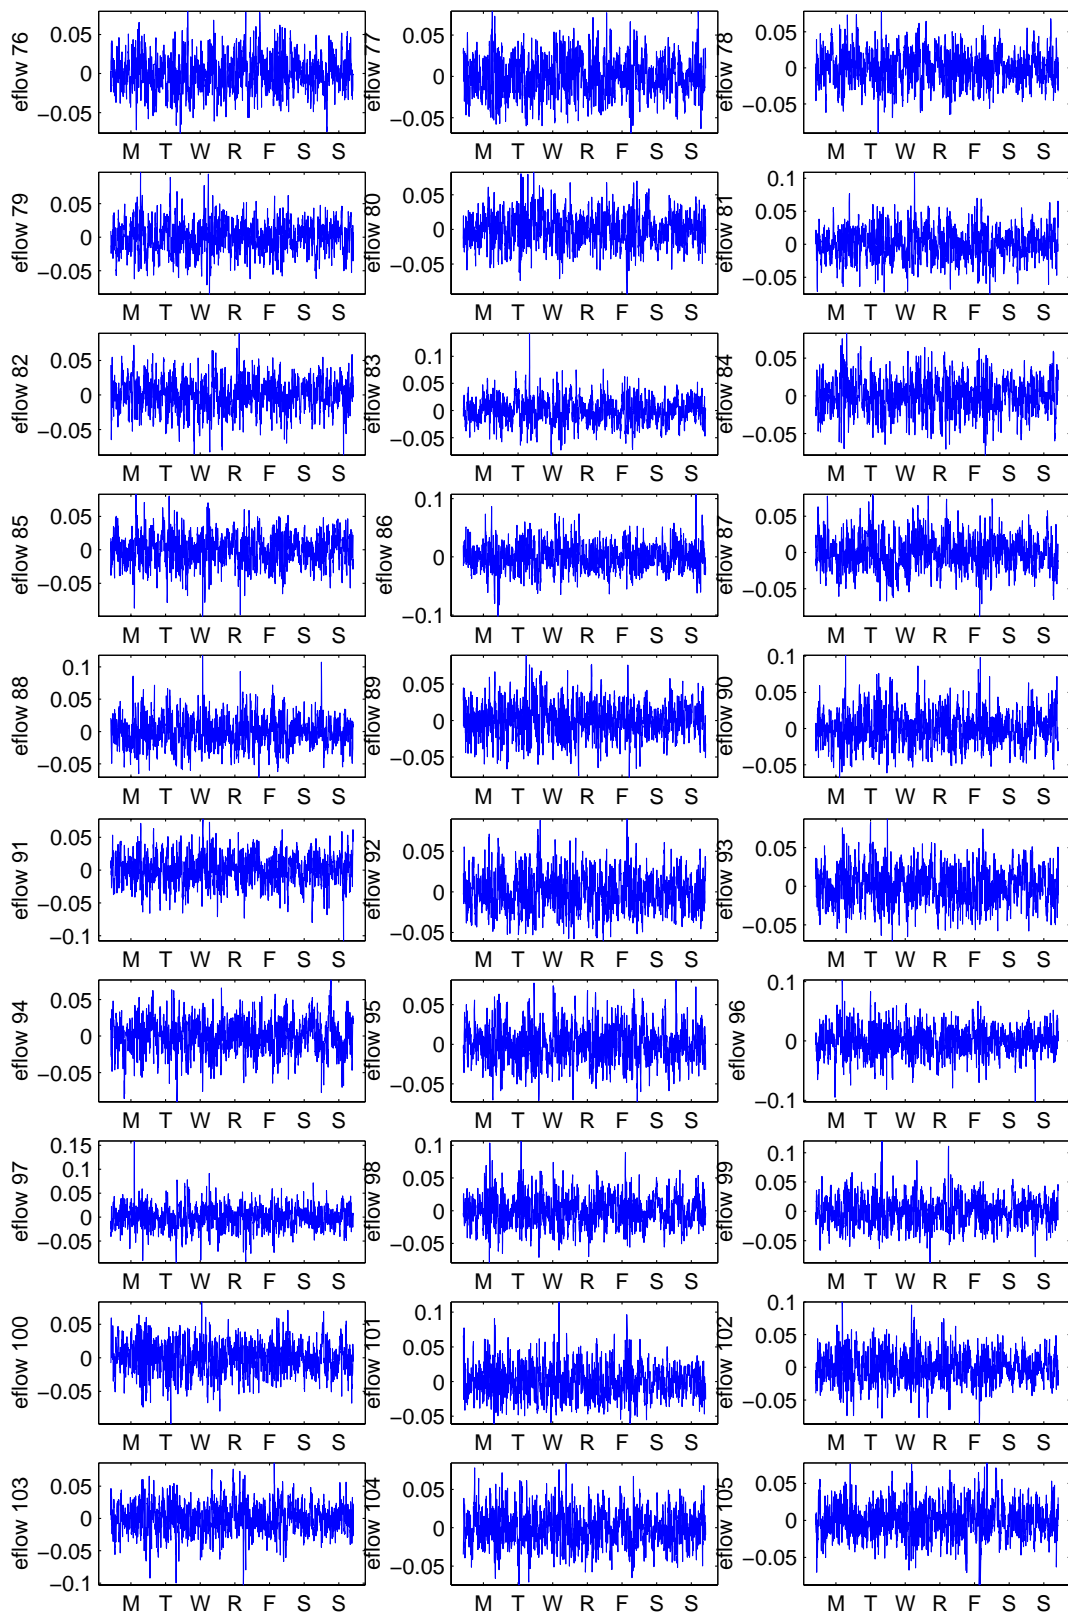 eflow 76
0.05
0
−0.05
M T W R F S S
eflow 77
0.05
0
−0.05
M T W R F S S
eflow 78
0.05
0
−0.05
M T W R F S S
eflow 79
0.05
0
−0.05
M T W R F S S
eflow 80
0.05
0
−0.05
M T W R F S S
eflow 81
0.1
0.05
0
−0.05
M T W R F S S
eflow 82
0.05
0
−0.05
M T W R F S S
eflow 83
0.1
0.05
0
−0.05
M T W R F S S
eflow 84
0.05
0
−0.05
M T W R F S S
eflow 85
0.05
0
−0.05
M T W R F S S
eflow 86
0.1
0
−0.1
M T W R F S S
eflow 87
0.05
0
−0.05
M T W R F S S
eflow 88
0.1
0.05
0
−0.05
M T W R F S S
eflow 89
0.05
0
−0.05
M T W R F S S
eflow 90
0.1
0.05
0
−0.05
M T W R F S S
eflow 91
0.05
0
−0.05
−0.1
M T W R F S S
eflow 92
0.05
0
−0.05
M T W R F S S
eflow 93
0.05
0
−0.05
M T W R F S S
eflow 94
0.05
0
−0.05
M T W R F S S
eflow 95
0.05
0
−0.05
M T W R F S S
eflow 96
0.1
0
−0.1
M T W R F S S
eflow 97
0.15
0.1
0.05
0
−0.05
M T W R F S S
eflow 98
0.1
0.05
0
−0.05
M T W R F S S
eflow 99
0.1
0.05
0
−0.05
M T W R F S S
eflow 100
0.05
0
−0.05
M T W R F S S
eflow 101
0.1
0.05
0
−0.05
M T W R F S S
eflow 102
0.1
0.05
0
−0.05
M T W R F S S
eflow 103
0.05
0
−0.05
−0.1
M T W R F S S
eflow 104
0.05
0
−0.05
M T W R F S S
eflow 105
0.05
0
−0.05
M T W R F S S